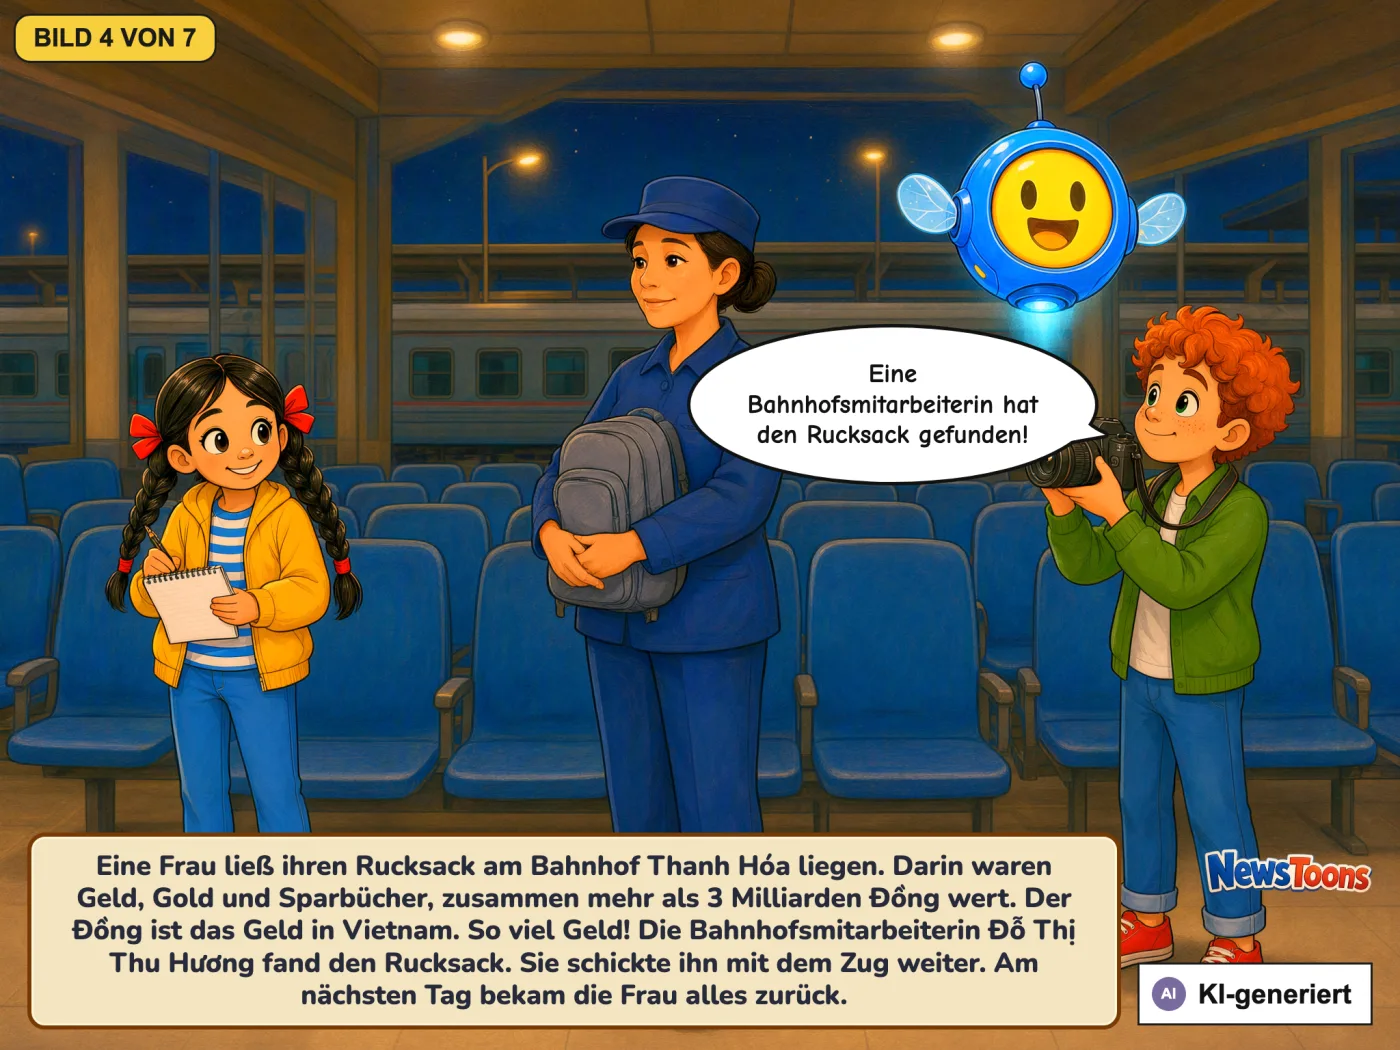 BILD 4 VON 7
Eine
Bahnhofsmitarbeiterin hat
den Rucksack gefunden!
Eine Frau ließ ihren Rucksack am Bahnhof Thanh Hóa liegen. Darin waren
Geld, Gold und Sparbücher, zusammen mehr als 3 Milliarden Đồng wert. Der
Đồng ist das Geld in Vietnam. So viel Geld! Die Bahnhofsmitarbeiterin Đỗ Thị
Thu Hương fand den Rucksack. Sie schickte ihn mit dem Zug weiter. Am
nächsten Tag bekam die Frau alles zurück.
NewsToons
AI KI-generiert